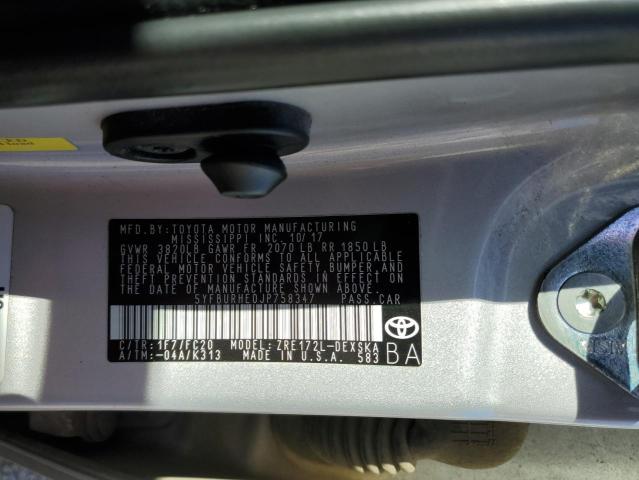 MFD.BY:TOYOTA MOTOR MANUFACTURING
MISSISSIPPI INC. 10/17
GVWR 3820LB GAWR FR 2070 LB RR 1850 LB
THIS VEHICLE CONFORMS TO ALL APPLICABLE
FEDERAL MOTOR VEHICLE SAFETY,BUMPER,AND
THEFT PREVENTION STANDARDS IN EFFECT
ON THE DATE OF MANUFACTURE SHOWN ABOVE.
5YFBURHE0JP758347 PASS.CAR
C/TR:1F7/FC20 MODEL:ZRE172L-DEXSKA
A/TM:-04A/K313 MADE IN U.S.A. 583
BA